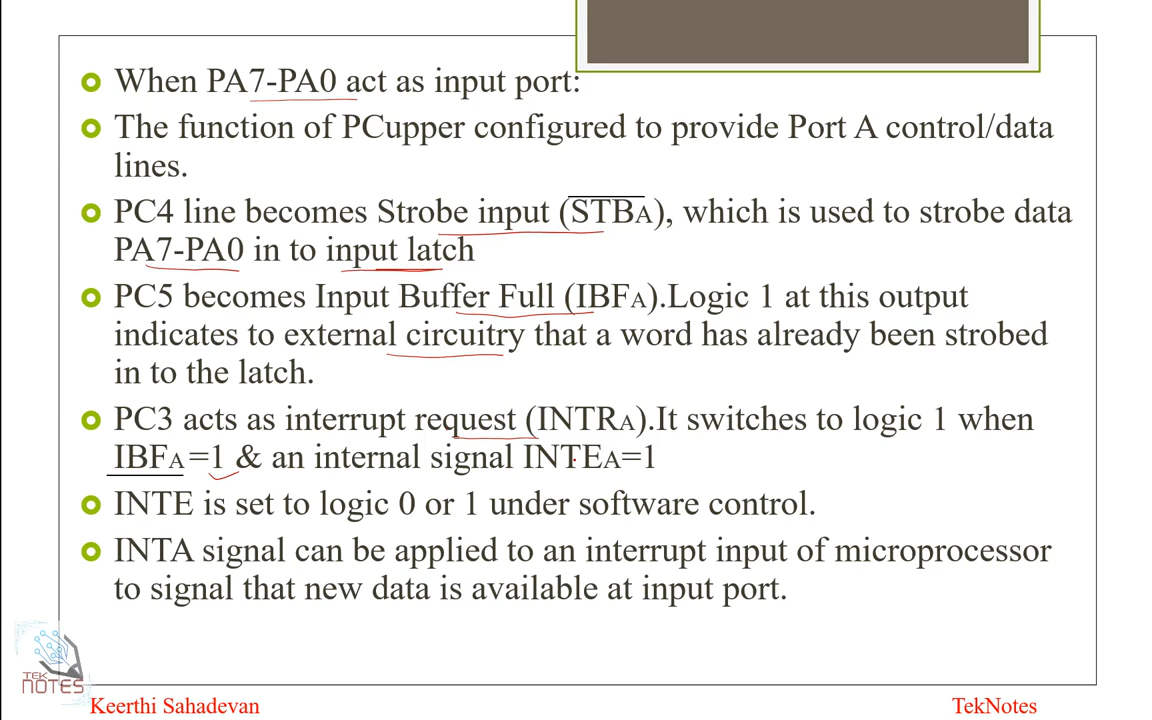 When PA7-PA0 act as input port:
The function of PCupper configured to provide Port A control/data
lines.
PC4 line becomes Strobe input (STBA), which is used to strobe data
PA7-PA0 in to input latch
PC5 becomes Input Buffer Full (IBFA).Logic 1 at this output
indicates to external circuitry that a word has already been strobed
in to the latch.
PC3 acts as interrupt request (INTRA).It switches to logic 1 when
IBFA=1 & an internal signal INTEA=1
INTE is set to logic 0 or 1 under software control.
INTA signal can be applied to an interrupt input of microprocessor
to signal that new data is available at input port.
TEK
NOTES
Keerthi Sahadevan
TekNotes